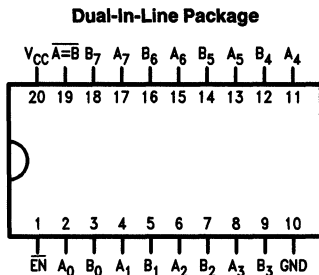 Dual-In-Line Package
V_CC A̅=̅B̅ B₇ A₇ B₆ A₆ B₅ A₅ B₄ A₄
20 19 18 17 16 15 14 13 12 11
1 2 3 4 5 6 7 8 9 10
E̅N̅ A₀ B₀ A₁ B₁ A₂ B₂ A₃ B₃ GND